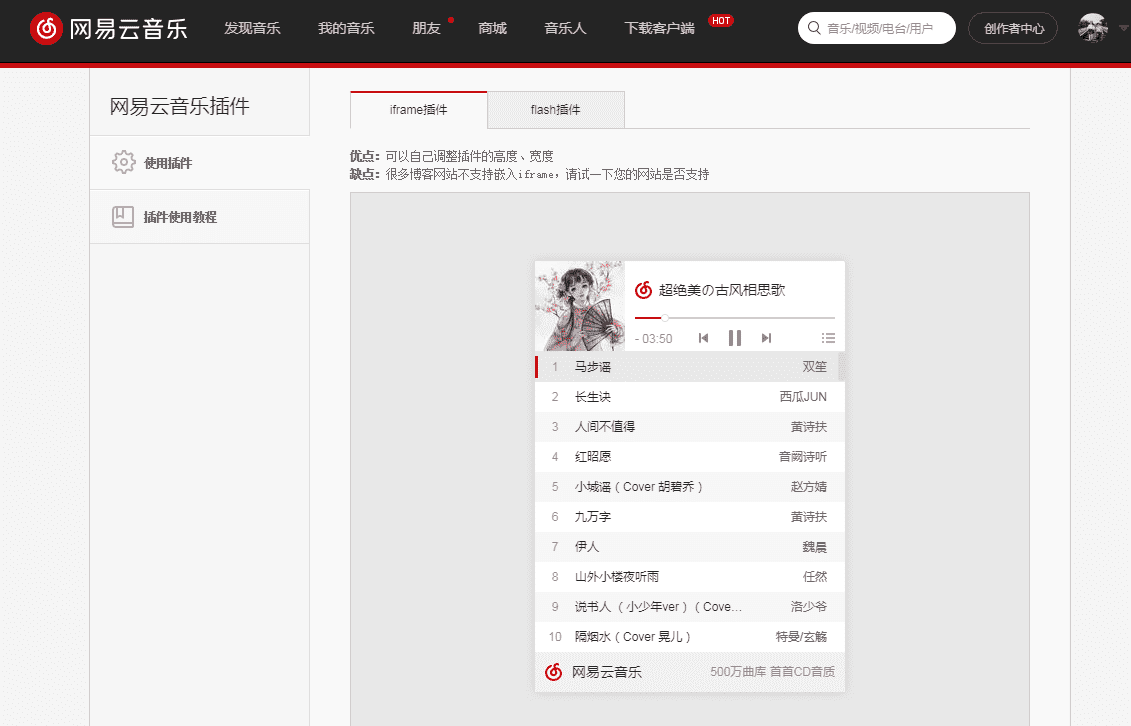 网易云音乐 发现音乐 我的音乐 朋友 商城 音乐人 下载客户端 HOT 音乐/视频/电台/用户 创作者中心
网易云音乐插件
使用插件
插件使用教程
iframe插件 flash插件
优点：可以自己调整插件的高度、宽度
缺点：很多博客网站不支持嵌入iframe，请试一下您的网站是否支持
超绝美の古风相思歌
- 03:50
1 马步谣 双笙
2 长生诀 西瓜JUN
3 人间不值得 黄诗扶
4 红昭愿 音阙诗听
5 小城谣（Cover 胡碧乔） 赵方婧
6 九万字 黄诗扶
7 伊人 魏晨
8 山外小楼夜听雨 任然
9 说书人 （小少年ver）（Cove... 洛少爷
10 隔烟水（Cover 晃儿） 特曼/玄觞
网易云音乐 500万曲库 首首CD音质